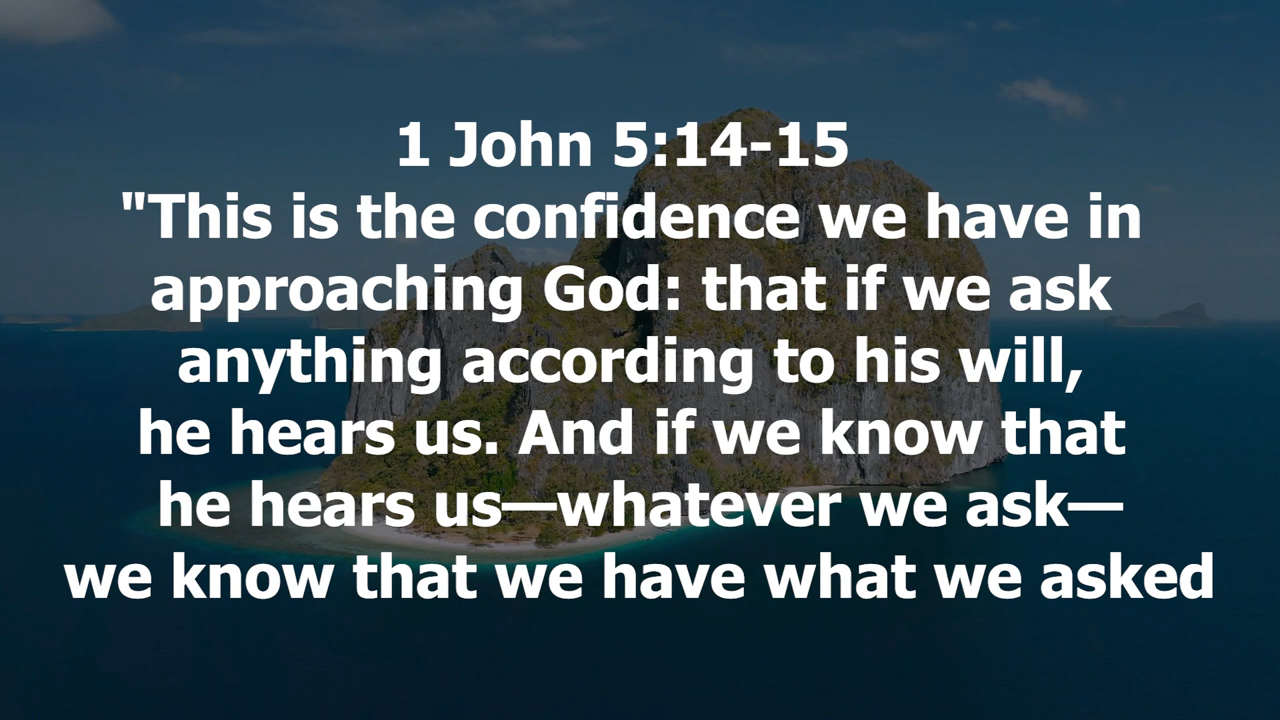 1 John 5:14-15
"This is the confidence we have in
approaching God: that if we ask
anything according to his will,
he hears us. And if we know that
he hears us—whatever we ask—
we know that we have what we asked